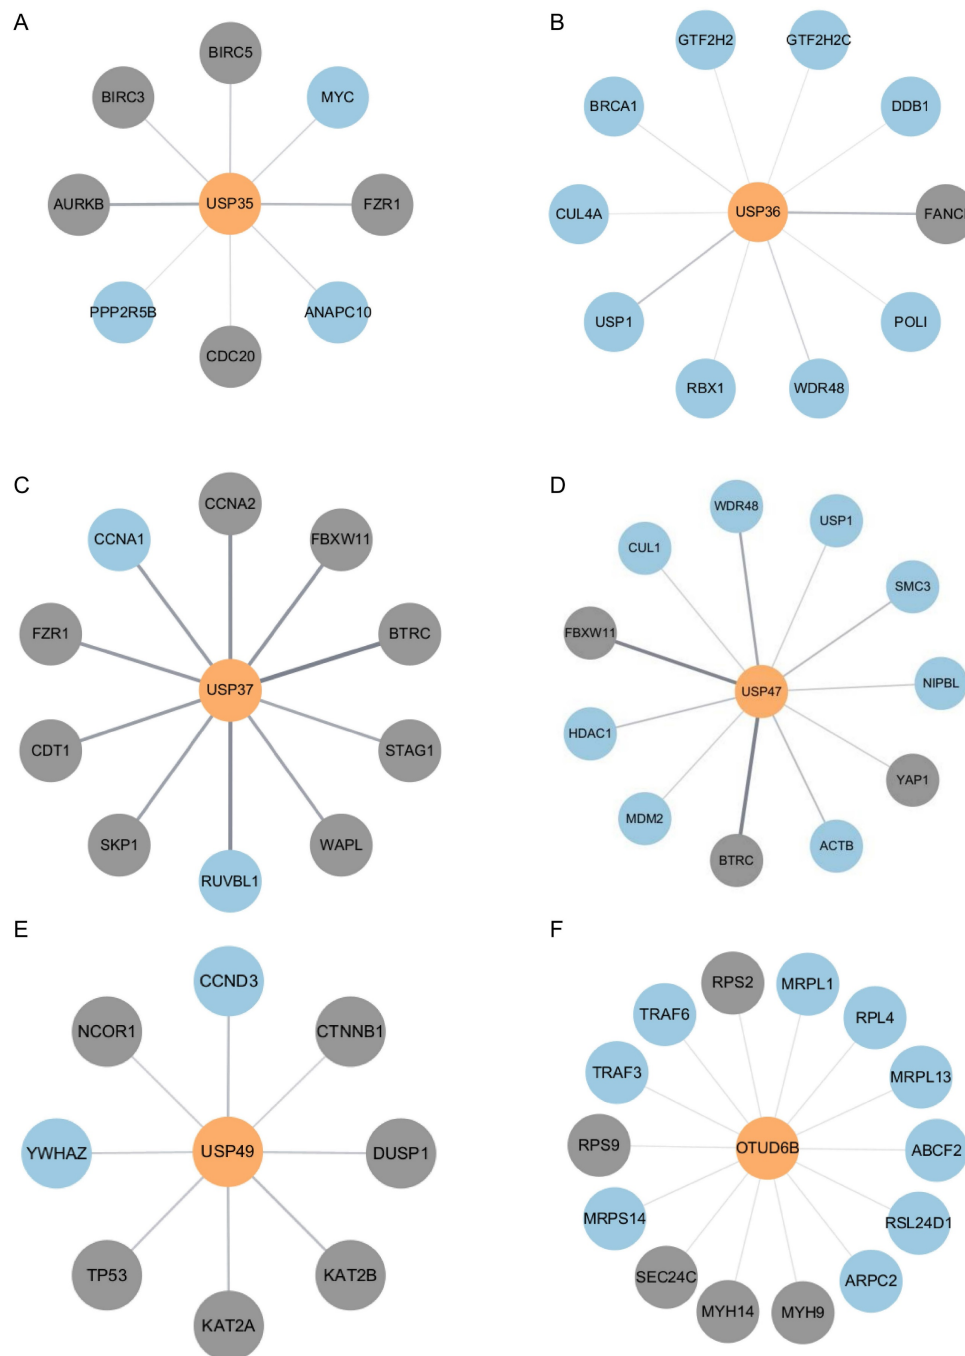 A
BIRC5
BIRC3
MYC
AURKB
USP35
FZR1
PPP2R5B
ANAPC10
CDC20
B
GTF2H2
GTF2H2C
BRCA1
DDB1
CUL4A
USP36
FANC
USP1
POLI
RBX1
WDR48
C
CCNA2
CCNA1
FBXW11
FZR1
BTRC
USP37
CDT1
STAG1
SKP1
WAPL
RUVBL1
D
WDR48
USP1
CUL1
SMC3
FBXW11
USP47
NIPBL
HDAC1
YAP1
MDM2
ACTB
BTRC
E
CCND3
NCOR1
CTNNB1
YWHAZ
USP49
DUSP1
TP53
KAT2B
KAT2A
F
RPS2
MRPL1
TRAF6
RPL4
TRAF3
MRPL13
RPS9
OTUD6B
ABCF2
MRPS14
RSL24D1
SEC24C
ARPC2
MYH14
MYH9